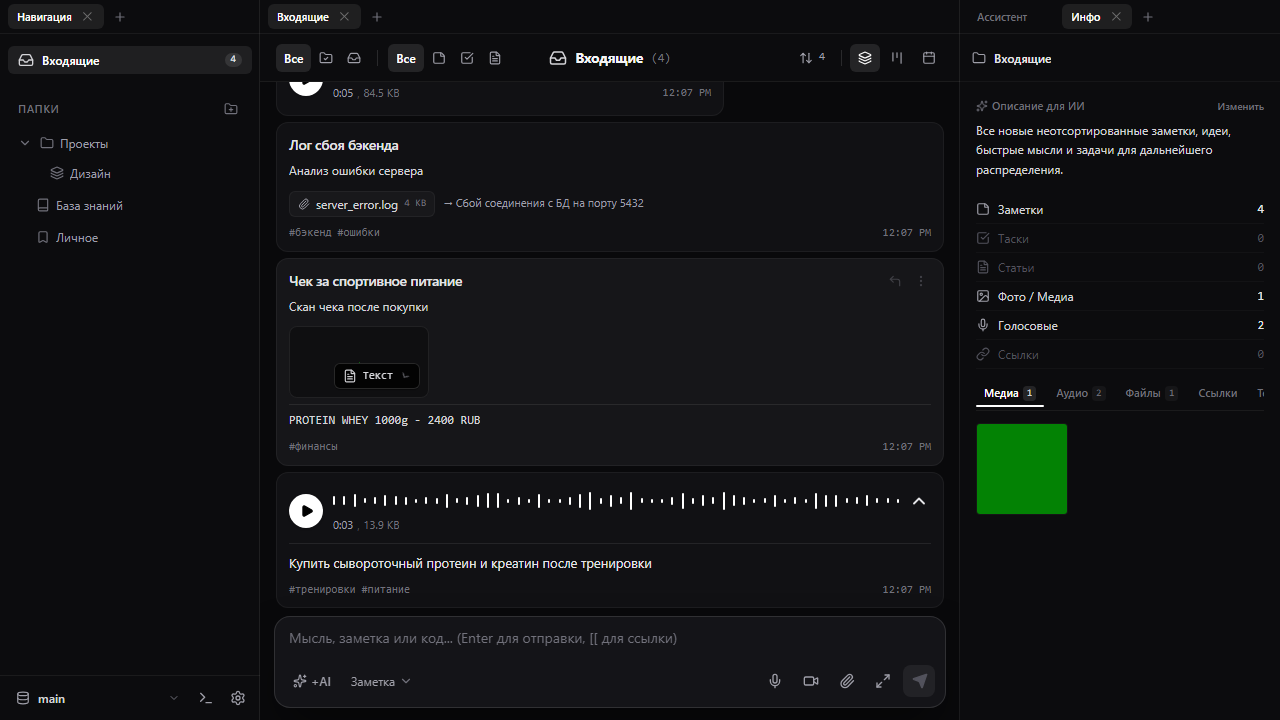 Навигация
Входящие
4
ПАПКИ
Проекты
Дизайн
База знаний
Личное
main
Входящие
Все
Все
Входящие (4)
4
0:05 , 84.5 KB
12:07 PM
Лог сбоя бэкенда
Анализ ошибки сервера
server_error.log 4 KB → Сбой соединения с БД на порту 5432
#бэкенд #ошибки
12:07 PM
Чек за спортивное питание
Скан чека после покупки
Текст
PROTEIN WHEY 1000g - 2400 RUB
#финансы
12:07 PM
0:03 , 13.9 KB
Купить сывороточный протеин и креатин после тренировки
#тренировки #питание
12:07 PM
Мысль, заметка или код... (Enter для отправки, [[ для ссылки)
+AI
Заметка
Ассистент
Инфо
Входящие
Описание для ИИ
Изменить
Все новые неотсортированные заметки, идеи,
быстрые мысли и задачи для дальнейшего
распределения.
Заметки 4
Таски 0
Статьи 0
Фото / Медиа 1
Голосовые 2
Ссылки 0
Медиа 1 Аудио 2 Файлы 1 Ссылки